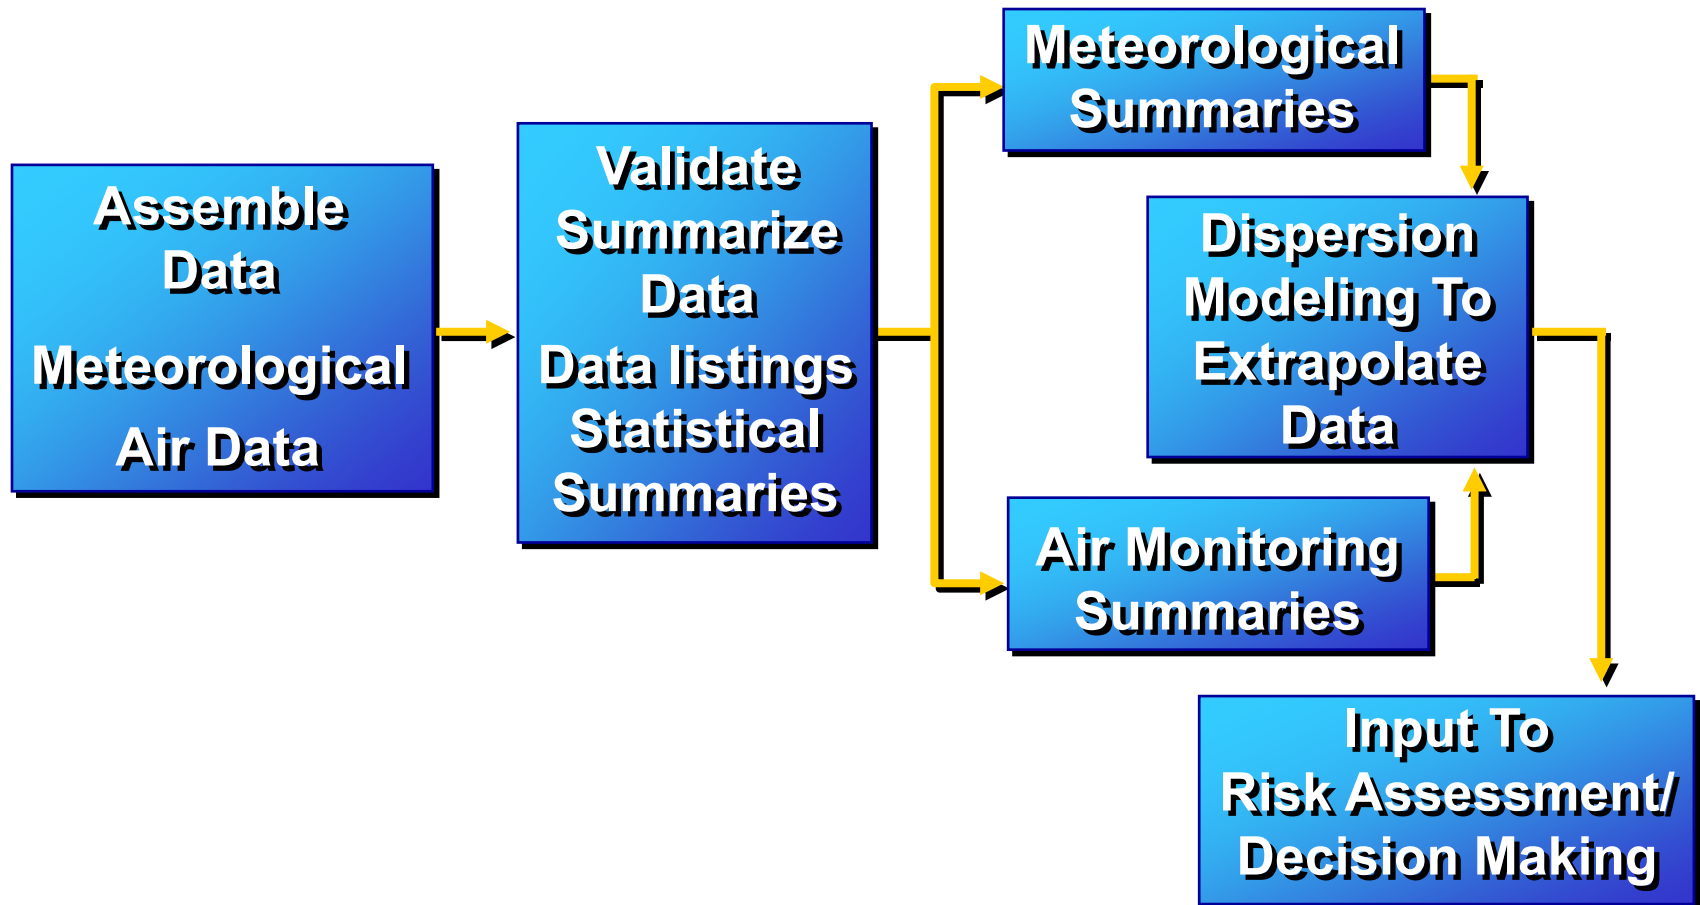 Assemble
Data
Meteorological
Air Data
Validate
Summarize
Data
Data listings
Statistical
Summaries
Meteorological
Summaries
Dispersion
Modeling To
Extrapolate
Data
Air Monitoring
Summaries
Input To
Risk Assessment/
Decision Making